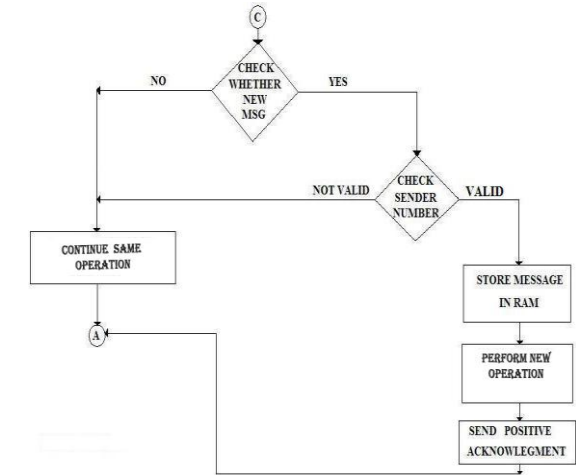 C
CHECK
WHETHER
NEW
MSG
NO
YES
CHECK
SENDER
NUMBER
NOT VALID
VALID
CONTINUE SAME
OPERATION
STORE MESSAGE
IN RAM
A
PERFORM NEW
OPERATION
SEND POSITIVE
ACKNOWLEGMENT